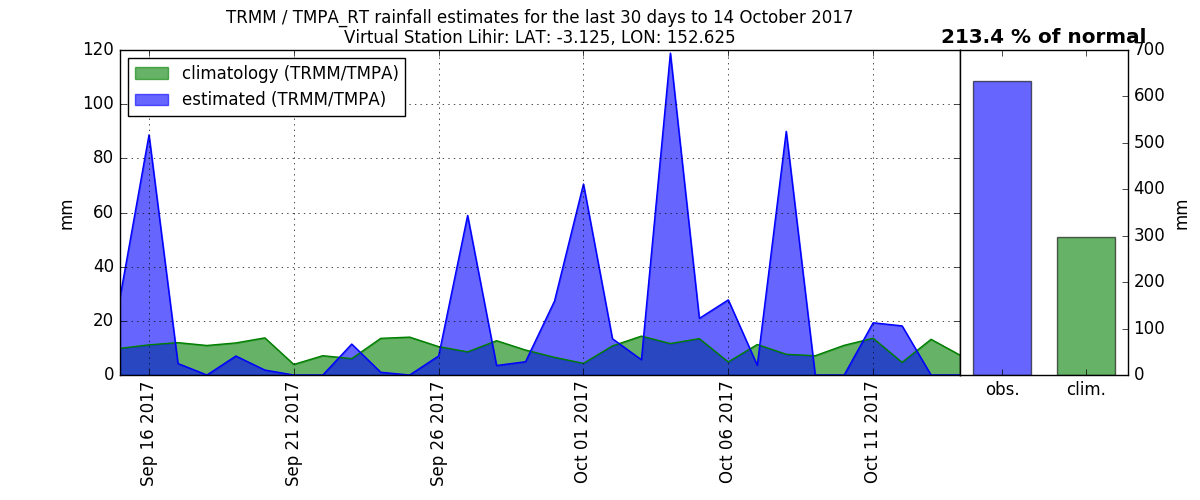 TRMM / TMPA_RT rainfall estimates for the last 30 days to 14 October 2017
Virtual Station Lihir: LAT: -3.125, LON: 152.625
213.4 % of normal
climatology (TRMM/TMPA)
estimated (TRMM/TMPA)
120
100
80
60
40
20
0
mm
Sep 16 2017
Sep 21 2017
Sep 26 2017
Oct 01 2017
Oct 06 2017
Oct 11 2017
700
600
500
400
300
200
100
0
mm
obs.
clim.